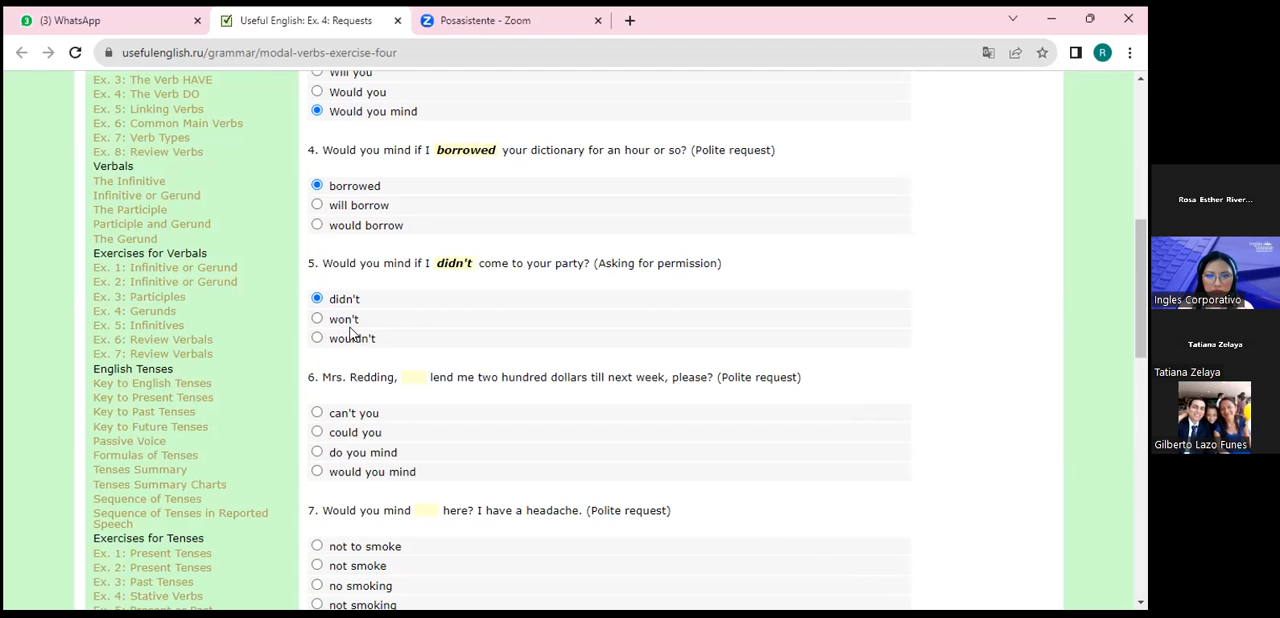 (3) WhatsApp
Useful English: Ex. 4: Requests
Posasistente - Zoom
usefulenglish.ru/grammar/modal-verbs-exercise-four
R
Ex. 3: The Verb HAVE
Ex. 4: The Verb DO
Ex. 5: Linking Verbs
Ex. 6: Common Main Verbs
Ex. 7: Verb Types
Ex. 8: Review Verbs
Verbals
The Infinitive
Infinitive or Gerund
The Participle
Participle and Gerund
The Gerund
Exercises for Verbals
Ex. 1: Infinitive or Gerund
Ex. 2: Infinitive or Gerund
Ex. 3: Participles
Ex. 4: Gerunds
Ex. 5: Infinitives
Ex. 6: Review Verbals
Ex. 7: Review Verbals
English Tenses
Key to English Tenses
Key to Present Tenses
Key to Past Tenses
Key to Future Tenses
Passive Voice
Formulas of Tenses
Tenses Summary
Tenses Summary Charts
Sequence of Tenses
Sequence of Tenses in Reported
Speech
Exercises for Tenses
Ex. 1: Present Tenses
Ex. 2: Present Tenses
Ex. 3: Past Tenses
Ex. 4: Stative Verbs
Ex. 5: Present or Past
Will you
Would you
Would you mind
4. Would you mind if I borrowed your dictionary for an hour or so? (Polite request)
borrowed
will borrow
would borrow
5. Would you mind if I didn't come to your party? (Asking for permission)
didn't
won't
wouldn't
6. Mrs. Redding, lend me two hundred dollars till next week, please? (Polite request)
can't you
could you
do you mind
would you mind
7. Would you mind here? I have a headache. (Polite request)
not to smoke
not smoke
no smoking
not smoking
Rosa Esther River...
Ingles Corporativo
Tatiana Zelaya
Tatiana Zelaya
Gilberto Lazo Funes